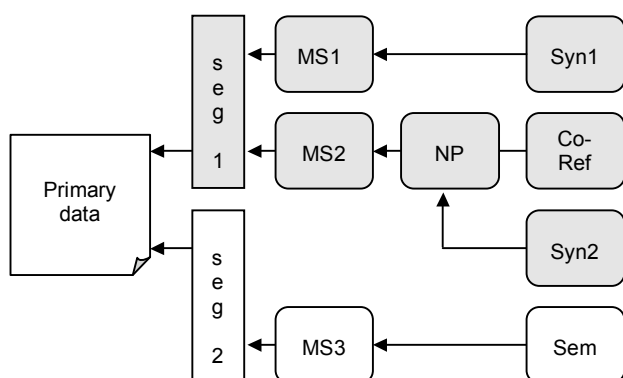 s
e
g
1
MS1
Syn1
MS2
NP
Co-
Ref
Primary
data
Syn2
s
e
g
2
MS3
Sem